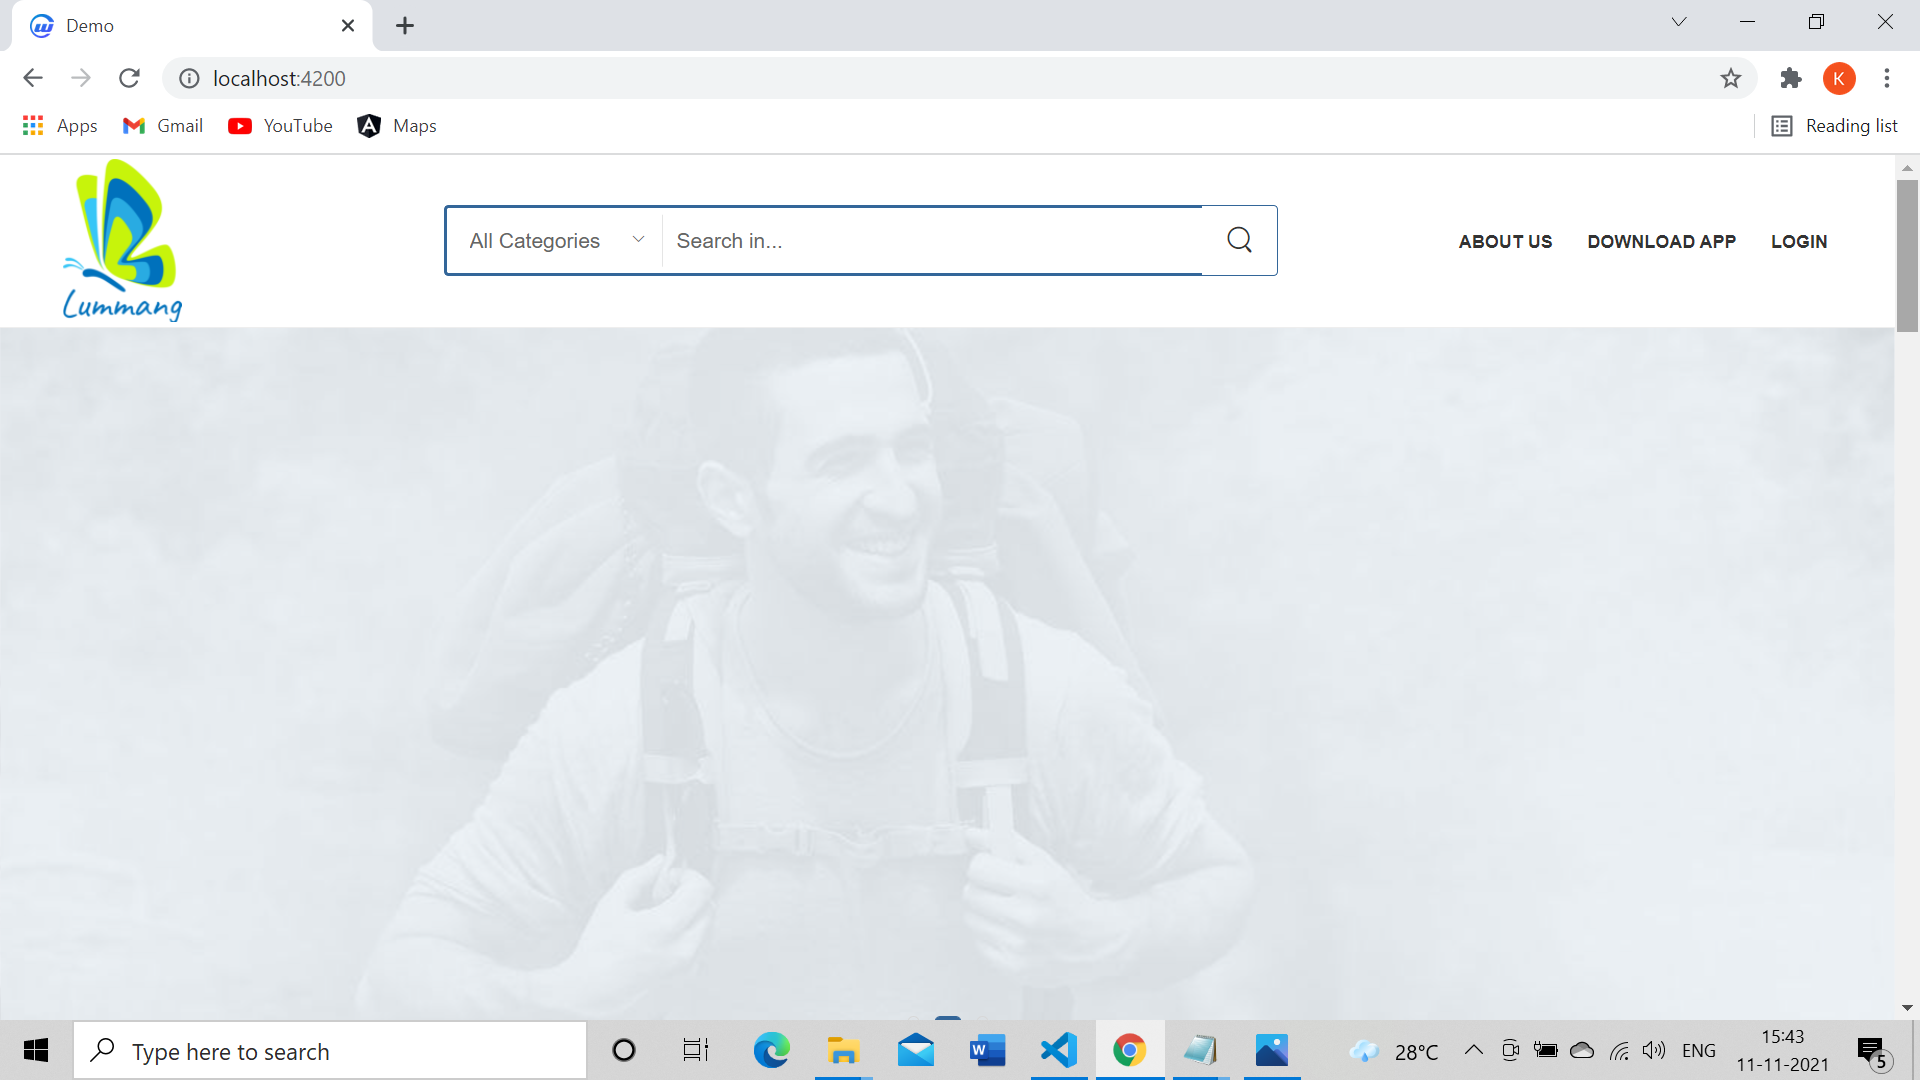 Demo
localhost:4200
Apps
Gmail
YouTube
Maps
Reading list
Lummang
All Categories
Search in...
ABOUT US
DOWNLOAD APP
LOGIN
Type here to search
28°C
ENG
15:43
11-11-2021
5
K